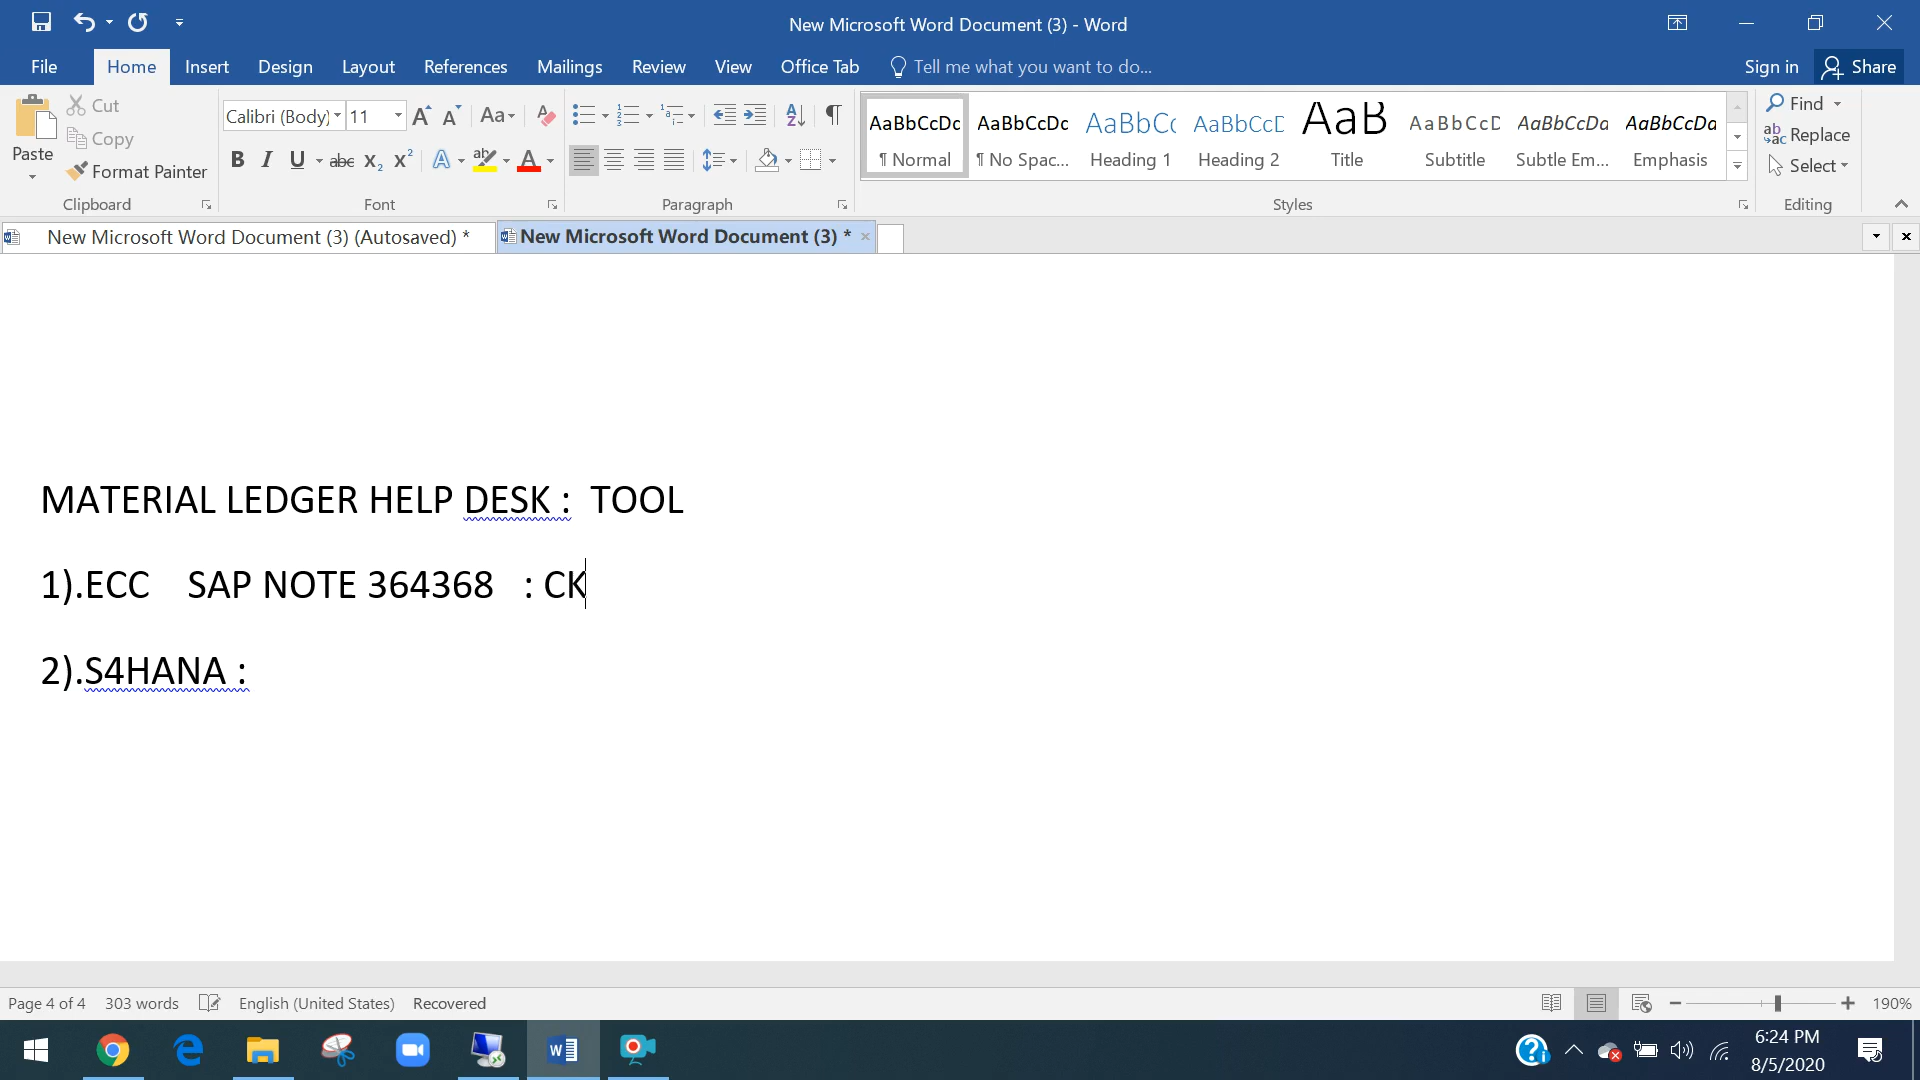 New Microsoft Word Document (3) - Word
File Home Insert Design Layout References Mailings Review View Office Tab Tell me what you want to do... Sign in Share
Paste
Cut
Copy
Format Painter
Clipboard
Calibri (Body) 11 Aa
B I U abc X2 X2 A ab A
Font
Paragraph
AaBbCcDc AaBbCcDc AaBbCc AaBbCcD AaB AaBbCcD AaBbCcDa AaBbCcDa
¶ Normal ¶ No Spac... Heading 1 Heading 2 Title Subtitle Subtle Em... Emphasis
Styles
Find
Replace
Select
Editing
New Microsoft Word Document (3) (Autosaved) * New Microsoft Word Document (3) *
MATERIAL LEDGER HELP DESK : TOOL
1).ECC SAP NOTE 364368 : CK
2).S4HANA :
Page 4 of 4 303 words English (United States) Recovered 190%
6:24 PM
8/5/2020